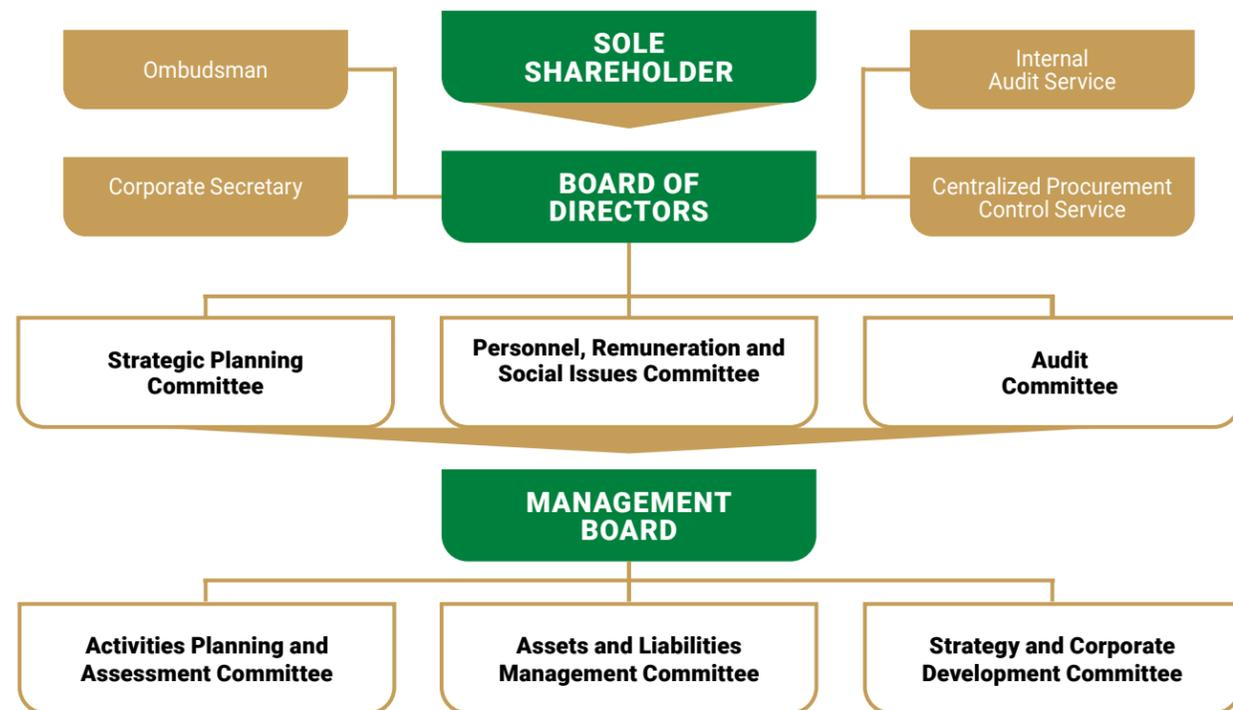 SOLE
SHAREHOLDER
Ombudsman
Internal
Audit Service
Corporate Secretary
BOARD OF
DIRECTORS
Centralized Procurement
Control Service
Strategic Planning
Committee
Personnel, Remuneration and
Social Issues Committee
Audit
Committee
MANAGEMENT
BOARD
Activities Planning and
Assessment Committee
Assets and Liabilities
Management Committee
Strategy and Corporate
Development Committee